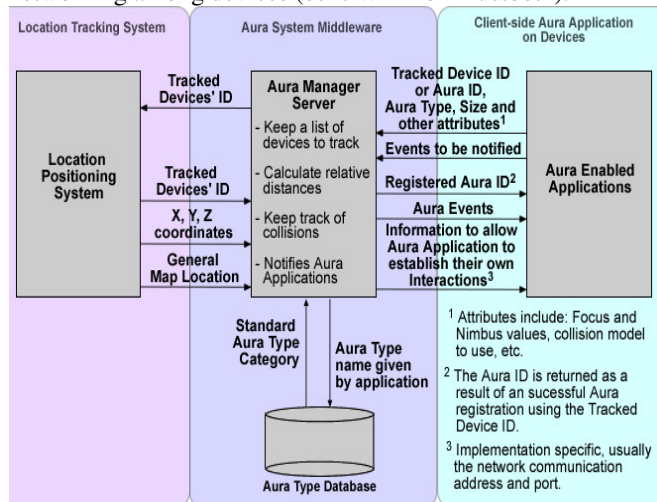 Location Tracking System
Aura System Middleware
Client-side Aura Application
on Devices
Location
Positioning
System
Tracked
Devices' ID
Tracked
Devices' ID
X, Y, Z
coordinates
General
Map Location
Aura Manager
Server
- Keep a list of
devices to track
- Calculate relative
distances
- Keep track of
collisions
- Notifies Aura
Applications
Tracked Device ID
or Aura ID,
Aura Type, Size and
other attributes1
Events to be notified
Registered Aura ID2
Aura Events
Information to allow
Aura Application to
establish their own
Interactions3
Aura Enabled
Applications
Standard
Aura Type
Category
Aura Type
name given
by application
Aura Type Database
1 Attributes include: Focus and
Nimbus values, collision model
to use, etc.
2 The Aura ID is returned as a
result of an sucessful Aura
registration using the Tracked
Device ID.
3 Implementation specific, usually
the network communication
address and port.